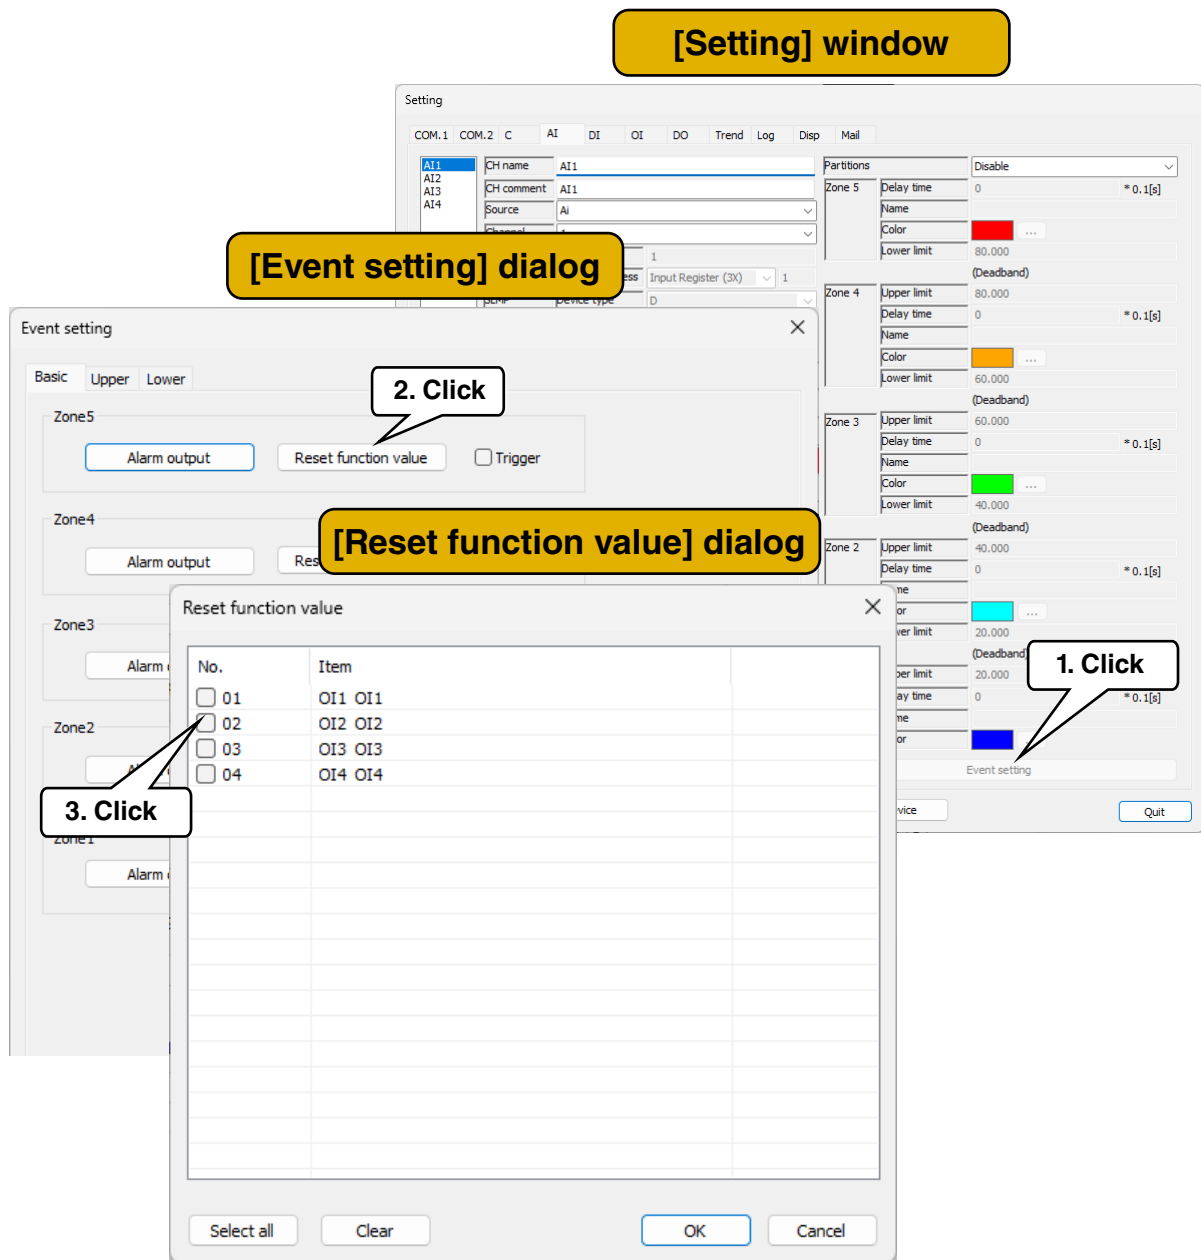 [Setting] window
Setting
COM.1 COM.2 C AI DI OI DO Trend Log Disp Mail
AI1
AI2
AI3
AI4
CH name AI1
CH comment AI1
Source Ai
1
Input Register (3X) 1
Device type D
Partitions Disable
Zone 5 Delay time 0 * 0.1[s]
Name
Color ...
Lower limit 80.000
(Deadband)
Zone 4 Upper limit 80.000
Delay time 0 * 0.1[s]
Name
Color ...
Lower limit 60.000
(Deadband)
Zone 3 Upper limit 60.000
Delay time 0 * 0.1[s]
Name
Color ...
Lower limit 40.000
(Deadband)
Zone 2 Upper limit 40.000
Delay time 0 * 0.1[s]
...
limit 20.000
(Deadband)
limit 20.000
time 0 * 0.1[s]
Event setting
Quit
1. Click
[Event setting] dialog
Event setting
Basic Upper Lower
2. Click
Zone5
Alarm output Reset function value Trigger
Zone4
Alarm output
Zone3
Alarm
Zone2
Zone1
Alarm
[Reset function value] dialog
Reset function value
No. Item
01 OI1 OI1
02 OI2 OI2
03 OI3 OI3
04 OI4 OI4
3. Click
Select all Clear OK Cancel